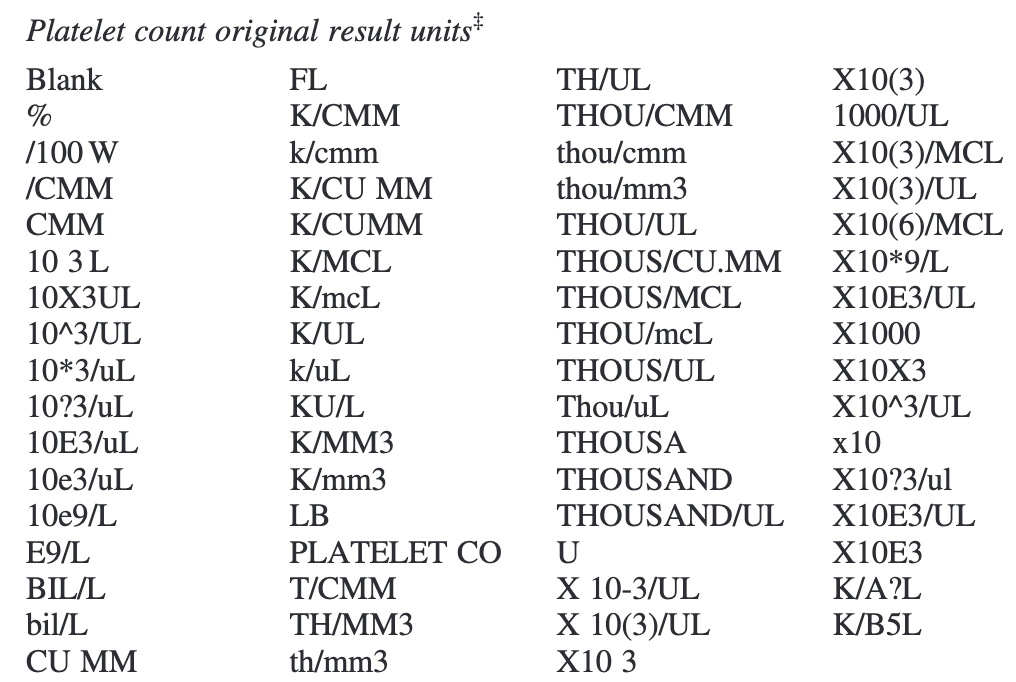 Platelet count original result units‡
Blank FL TH/UL X10(3)
% K/CMM THOU/CMM 1000/UL
/100 W k/cmm thou/cmm X10(3)/MCL
/CMM K/CU MM thou/mm3 X10(3)/UL
CMM K/CUMM THOU/UL X10(6)/MCL
10 3 L K/MCL THOUS/CU.MM X10*9/L
10X3UL K/mcL THOUS/MCL X10E3/UL
10^3/UL K/UL THOU/mcL X1000
10*3/uL k/uL THOUS/UL X10X3
10?3/uL KU/L Thou/uL X10^3/UL
10E3/uL K/MM3 THOUSA x10
10e3/uL K/mm3 THOUSAND X10?3/ul
10e9/L LB THOUSAND/UL X10E3/UL
E9/L PLATELET CO U X10E3
BIL/L T/CMM X 10-3/UL K/A?L
bil/L TH/MM3 X 10(3)/UL K/B5L
CU MM th/mm3 X10 3